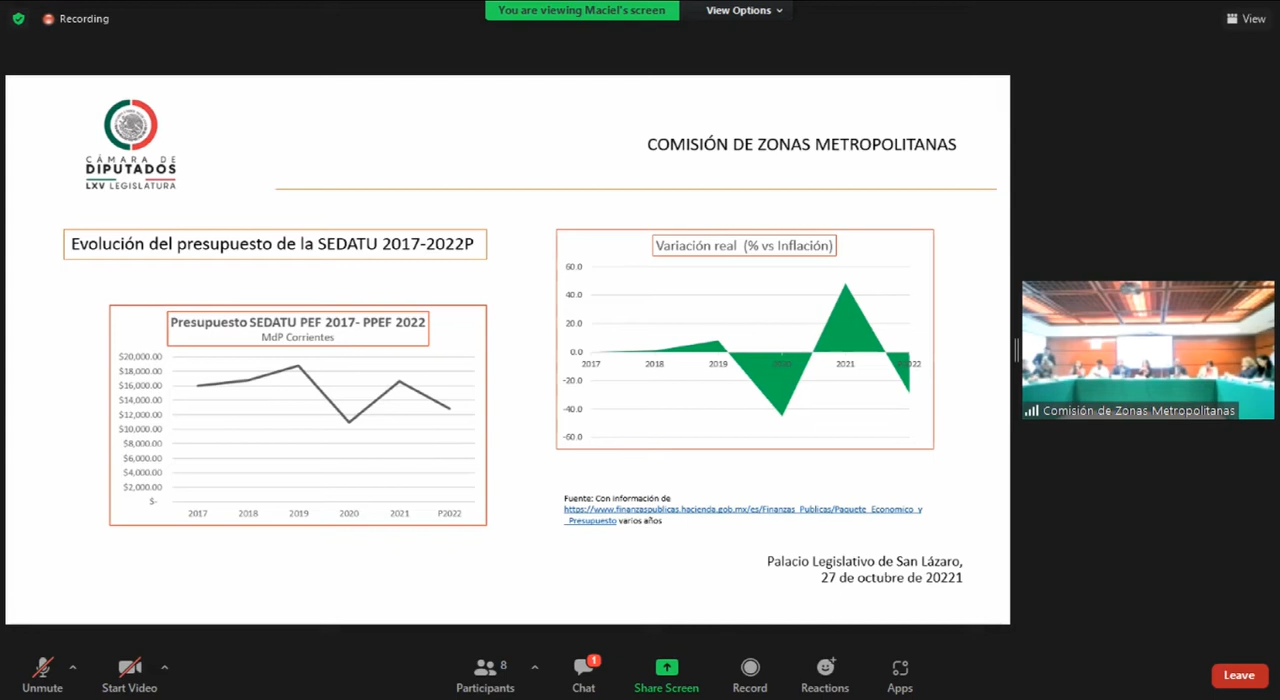 Recording
You are viewing Maciel's screen
View Options
View
CÁMARA DE
DIPUTADOS
LXV LEGISLATURA
COMISIÓN DE ZONAS METROPOLITANAS
Evolución del presupuesto de la SEDATU 2017-2022P
Presupuesto SEDATU PEF 2017- PPEF 2022
MdP Corrientes
$20,000.00
$18,000.00
$16,000.00
$14,000.00
$12,000.00
$10,000.00
$8,000.00
$6,000.00
$4,000.00
$2,000.00
$-
2017 2018 2019 2020 2021 P2022
Variación real (% vs Inflación)
60.0
40.0
20.0
0.0
2017 2018 2019 2020 2021 P2022
-20.0
-40.0
-60.0
Fuente: Con información de
https://www.finanzaspublicas.hacienda.gob.mx/es/Finanzas_Publicas/Paquete_Economico_y
_Presupuesto varios años
Palacio Legislativo de San Lázaro,
27 de octubre de 20221
Comisión de Zonas Metropolitanas
Unmute
Start Video
8
Participants
1
Chat
Share Screen
Record
Reactions
Apps
Leave